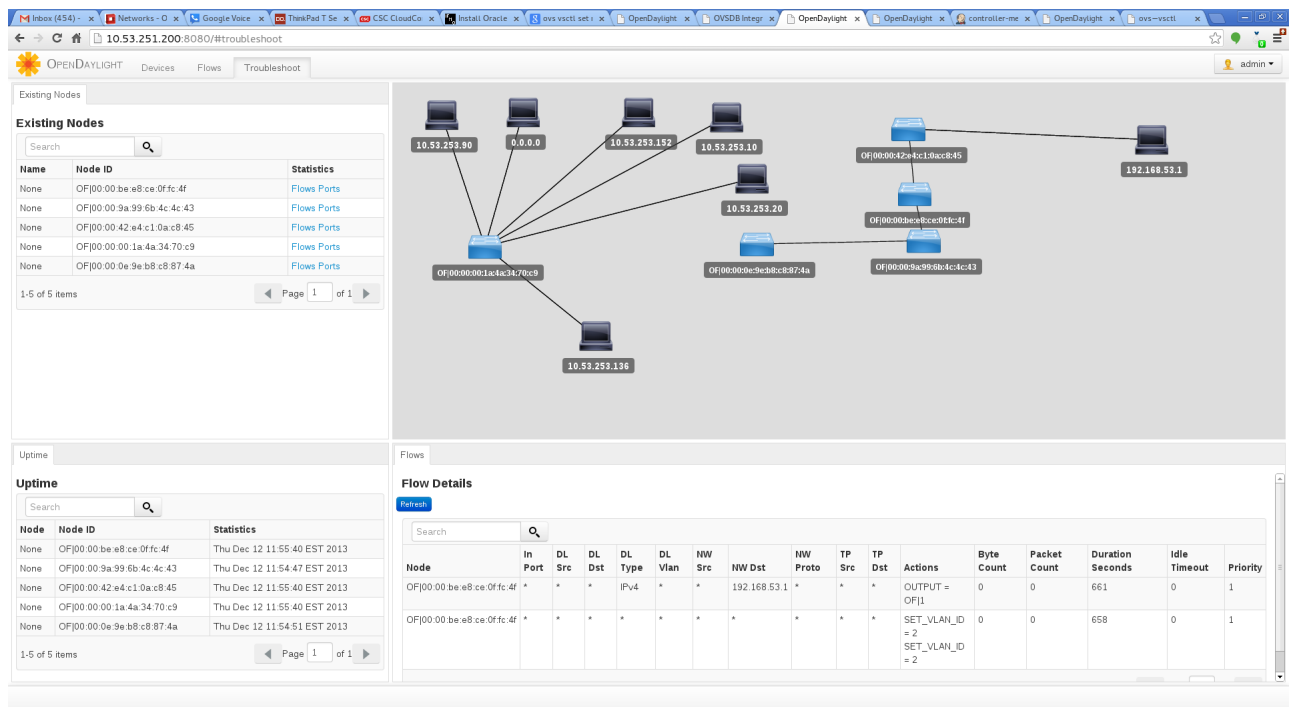 Inbox (454) - x Networks - O x Google Voice x ThinkPad T Se x CSC CloudCo: x Install Oracle x ovs vsctl set x OpenDaylight x OVSDB Integr x OpenDaylight x OpenDaylight x controller-me x OpenDaylight x ovs—vsctl x
10.53.251.200:8080/#troubleshoot
OPENDAYLIGHT Devices Flows Troubleshoot admin
Existing Nodes
Existing Nodes
Search
Name Node ID Statistics
None OF|00:00:be:e8:ce:0f:fc:4f Flows Ports
None OF|00:00:9a:99:6b:4c:4c:43 Flows Ports
None OF|00:00:42:e4:c1:0a:c8:45 Flows Ports
None OF|00:00:00:1a:4a:34:70:c9 Flows Ports
None OF|00:00:0e:9e:b8:c8:87:4a Flows Ports
1-5 of 5 items Page 1 of 1
10.53.253.90
0.0.0.0
10.53.253.152
10.53.253.10
OF|00:00:42:e4:c1:0a:c8:45
192.168.53.1
10.53.253.20
OF|00:00:be:e8:ce:0f:fc:4f
OF|00:00:00:1a:4a:34:70:c9
OF|00:00:0e:9e:b8:c8:87:4a
OF|00:00:9a:99:6b:4c:4c:43
10.53.253.136
Uptime
Uptime
Search
Node Node ID Statistics
None OF|00:00:be:e8:ce:0f:fc:4f Thu Dec 12 11:55:40 EST 2013
None OF|00:00:9a:99:6b:4c:4c:43 Thu Dec 12 11:54:47 EST 2013
None OF|00:00:42:e4:c1:0a:c8:45 Thu Dec 12 11:55:40 EST 2013
None OF|00:00:00:1a:4a:34:70:c9 Thu Dec 12 11:55:40 EST 2013
None OF|00:00:0e:9e:b8:c8:87:4a Thu Dec 12 11:54:51 EST 2013
1-5 of 5 items Page 1 of 1
Flows
Flow Details
Refresh
Search
Node In Port DL Src DL Dst DL Type DL Vlan NW Src NW Dst NW Proto TP Src TP Dst Actions Byte Count Packet Count Duration Seconds Idle Timeout Priority
OF|00:00:be:e8:ce:0f:fc:4f * * * IPv4 * * 192.168.53.1 * * * OUTPUT = 0 0 661 0 1
OF|1
OF|00:00:be:e8:ce:0f:fc:4f * * * * * * * * * * SET_VLAN_ID 0 0 658 0 1
= 2
SET_VLAN_ID
= 2